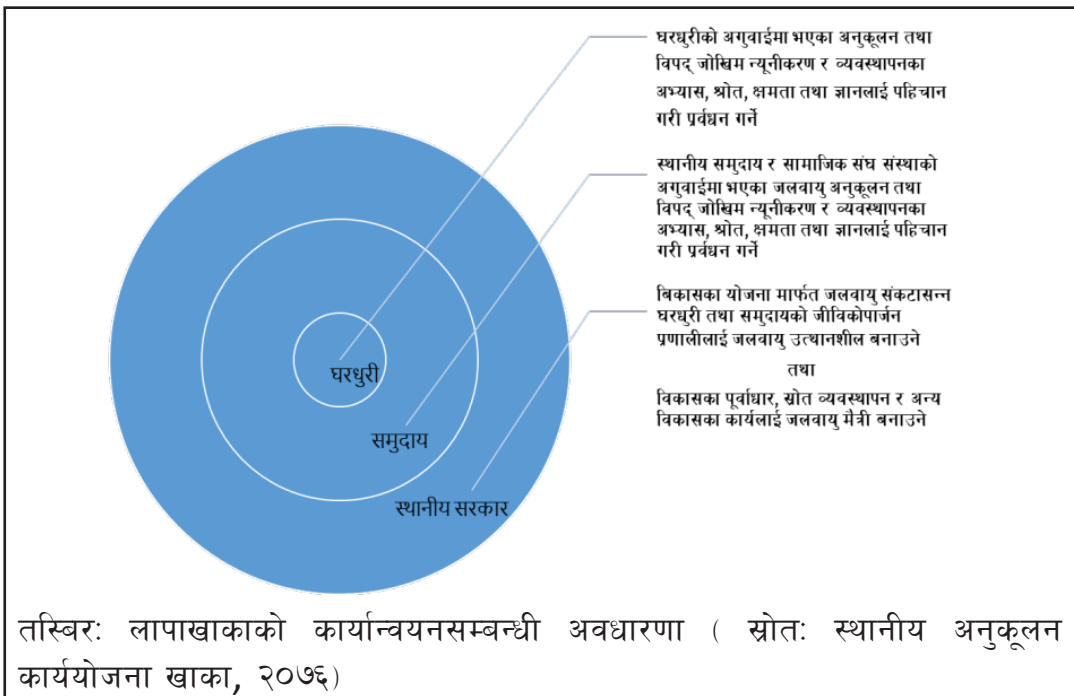 घरधुरीको अगुवाईमा भएका अनुकूलन तथा
विपद् जोखिम न्यूनीकरण र व्यवस्थापनका
अभ्यास, श्रोत, क्षमता तथा ज्ञानलाई पहिचान
गरी प्रर्वधन गर्ने
स्थानीय समुदाय र सामाजिक संघ संस्थाको
अगुवाईमा भएका जलवायु अनुकूलन तथा
विपद् जोखिम न्यूनीकरण र व्यवस्थापनका
अभ्यास, श्रोत, क्षमता तथा ज्ञानलाई पहिचान
गरी प्रर्वधन गर्ने
बिकासका योजना मार्फत जलवायु संकटासन्न
घरधुरी तथा समुदायको जीविकोपार्जन
प्रणालीलाई जलवायु उत्थानशील बनाउने
तथा
विकासका पूर्वाधार, स्रोत व्यवस्थापन र अन्य
विकासका कार्यलाई जलवायु मैत्री बनाउने
घरधुरी
समुदाय
स्थानीय सरकार
तस्बिर: लापाखाकाको कार्यान्वयनसम्बन्धी अवधारणा ( स्रोत: स्थानीय अनुकूलन
कार्ययोजना खाका, २०७६)